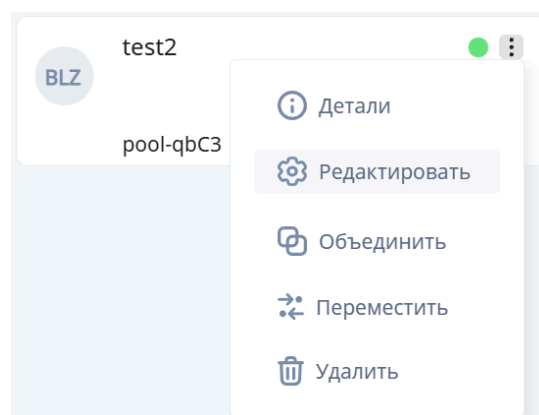 test2
BLZ
Детали
pool-qbC3
Редактировать
Объединить
Переместить
Удалить